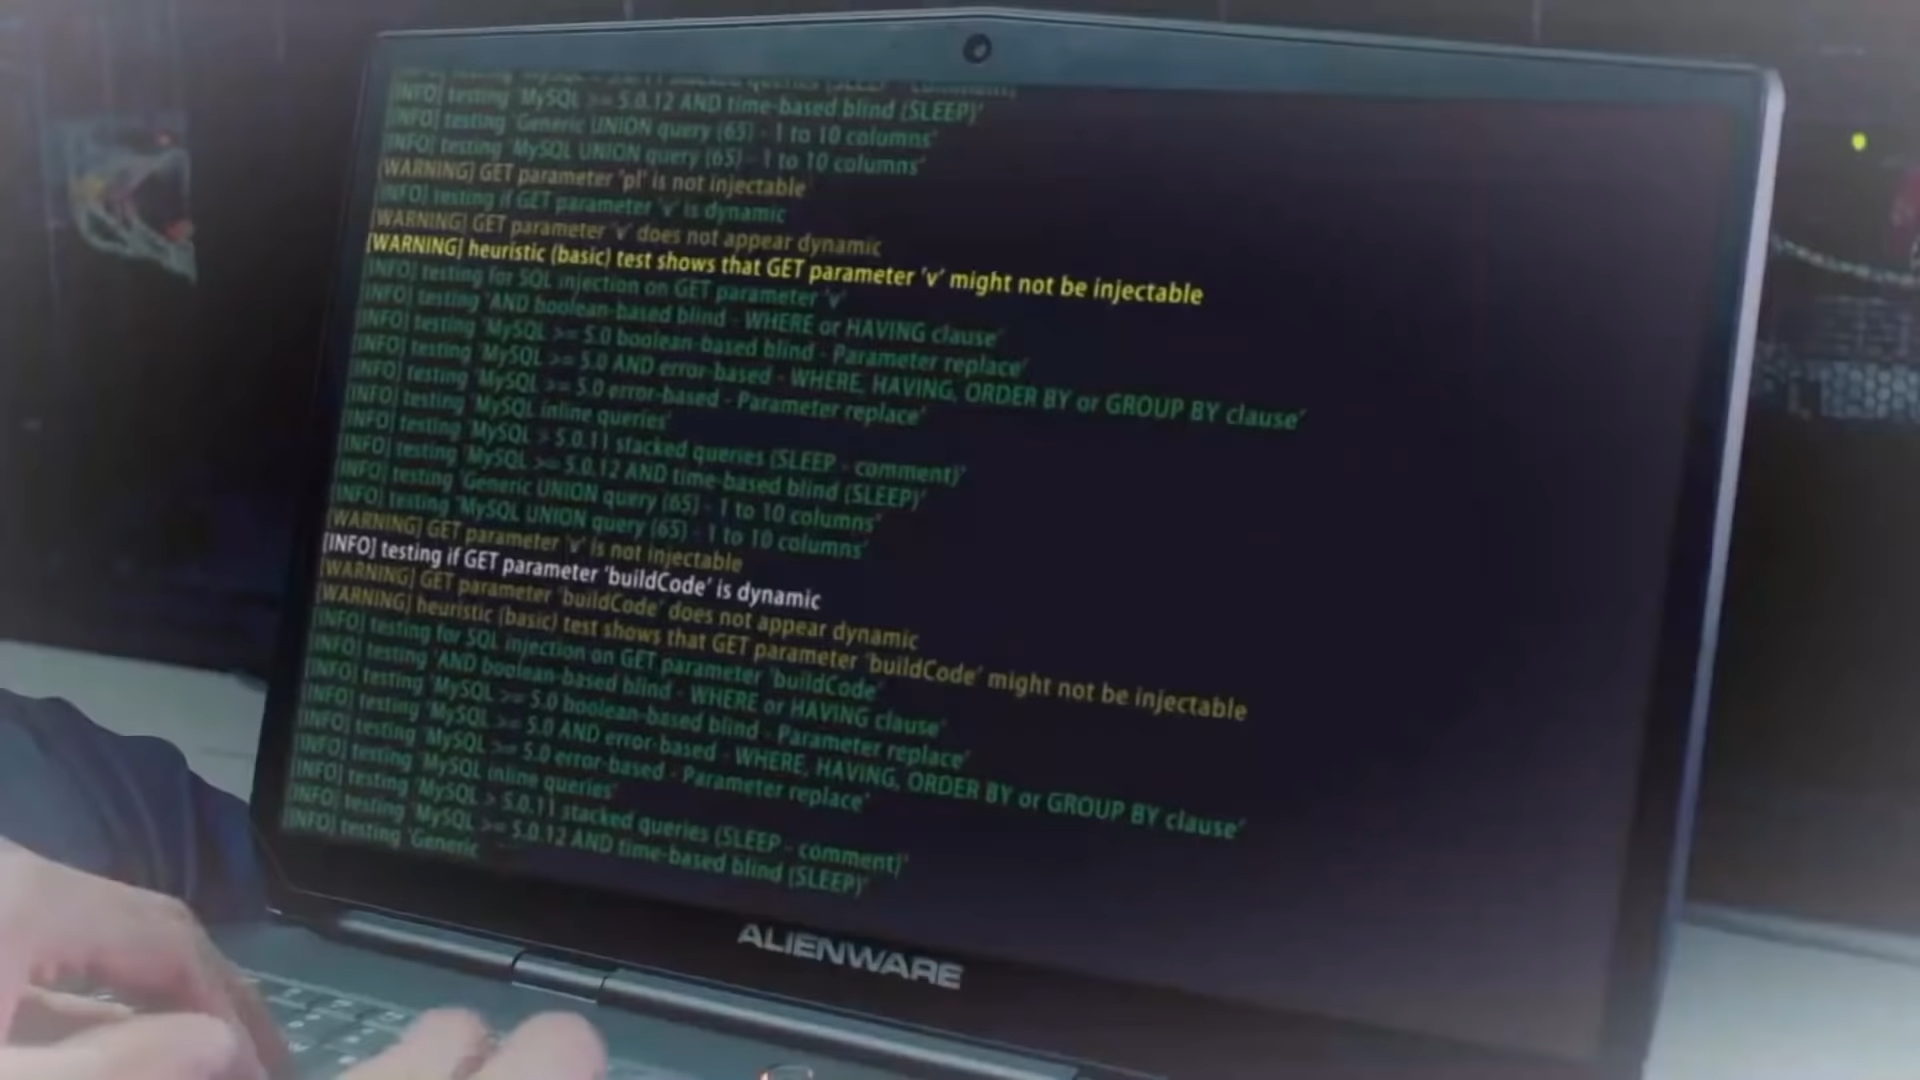 [INFO] testing 'MySQL > 5.0.11 stacked queries (SLEEP - comment)'
[INFO] testing 'MySQL >= 5.0.12 AND time-based blind (SLEEP)'
[INFO] testing 'Generic UNION query (65) - 1 to 10 columns'
[INFO] testing 'MySQL UNION query (65) - 1 to 10 columns'
[WARNING] GET parameter 'pl' is not injectable
[INFO] testing if GET parameter 'v' is dynamic
[WARNING] GET parameter 'v' does not appear dynamic
[WARNING] heuristic (basic) test shows that GET parameter 'v' might not be injectable
[INFO] testing for SQL injection on GET parameter 'v'
[INFO] testing 'AND boolean-based blind - WHERE or HAVING clause'
[INFO] testing 'MySQL >= 5.0 boolean-based blind - Parameter replace'
[INFO] testing 'MySQL >= 5.0 AND error-based - WHERE, HAVING, ORDER BY or GROUP BY clause'
[INFO] testing 'MySQL >= 5.0 error-based - Parameter replace'
[INFO] testing 'MySQL inline queries'
[INFO] testing 'MySQL > 5.0.11 stacked queries (SLEEP - comment)'
[INFO] testing 'MySQL >= 5.0.12 AND time-based blind (SLEEP)'
[INFO] testing 'Generic UNION query (65) - 1 to 10 columns'
[INFO] testing 'MySQL UNION query (65) - 1 to 10 columns'
[WARNING] GET parameter 'v' is not injectable
[INFO] testing if GET parameter 'buildCode' is dynamic
[WARNING] GET parameter 'buildCode' does not appear dynamic
[WARNING] heuristic (basic) test shows that GET parameter 'buildCode' might not be injectable
[INFO] testing for SQL injection on GET parameter 'buildCode'
[INFO] testing 'AND boolean-based blind - WHERE or HAVING clause'
[INFO] testing 'MySQL >= 5.0 boolean-based blind - Parameter replace'
[INFO] testing 'MySQL >= 5.0 AND error-based - WHERE, HAVING, ORDER BY or GROUP BY clause'
[INFO] testing 'MySQL >= 5.0 error-based - Parameter replace'
[INFO] testing 'MySQL inline queries'
[INFO] testing 'MySQL > 5.0.11 stacked queries (SLEEP - comment)'
[INFO] testing 'MySQL >= 5.0.12 AND time-based blind (SLEEP)'
[INFO] testing 'Generic
ALIENWARE